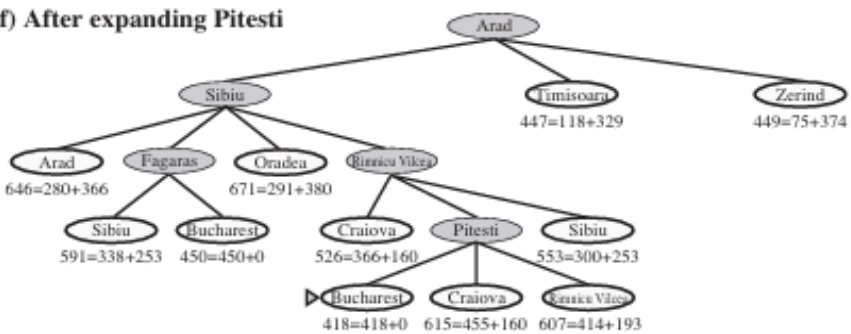 f) After expanding Pitesti
Arad
Sibiu
Timisoara
Zerind
447=118+329
449=75+374
Arad
Fagaras
Oradea
Rimnicu Vilcea
646=280+366
671=291+380
Sibiu
Bucharest
Craiova
Pitesti
Sibiu
591=338+253
450=450+0
526=366+160
553=300+253
Bucharest
Craiova
Rimnicu Vilcea
418=418+0
615=455+160
607=414+193